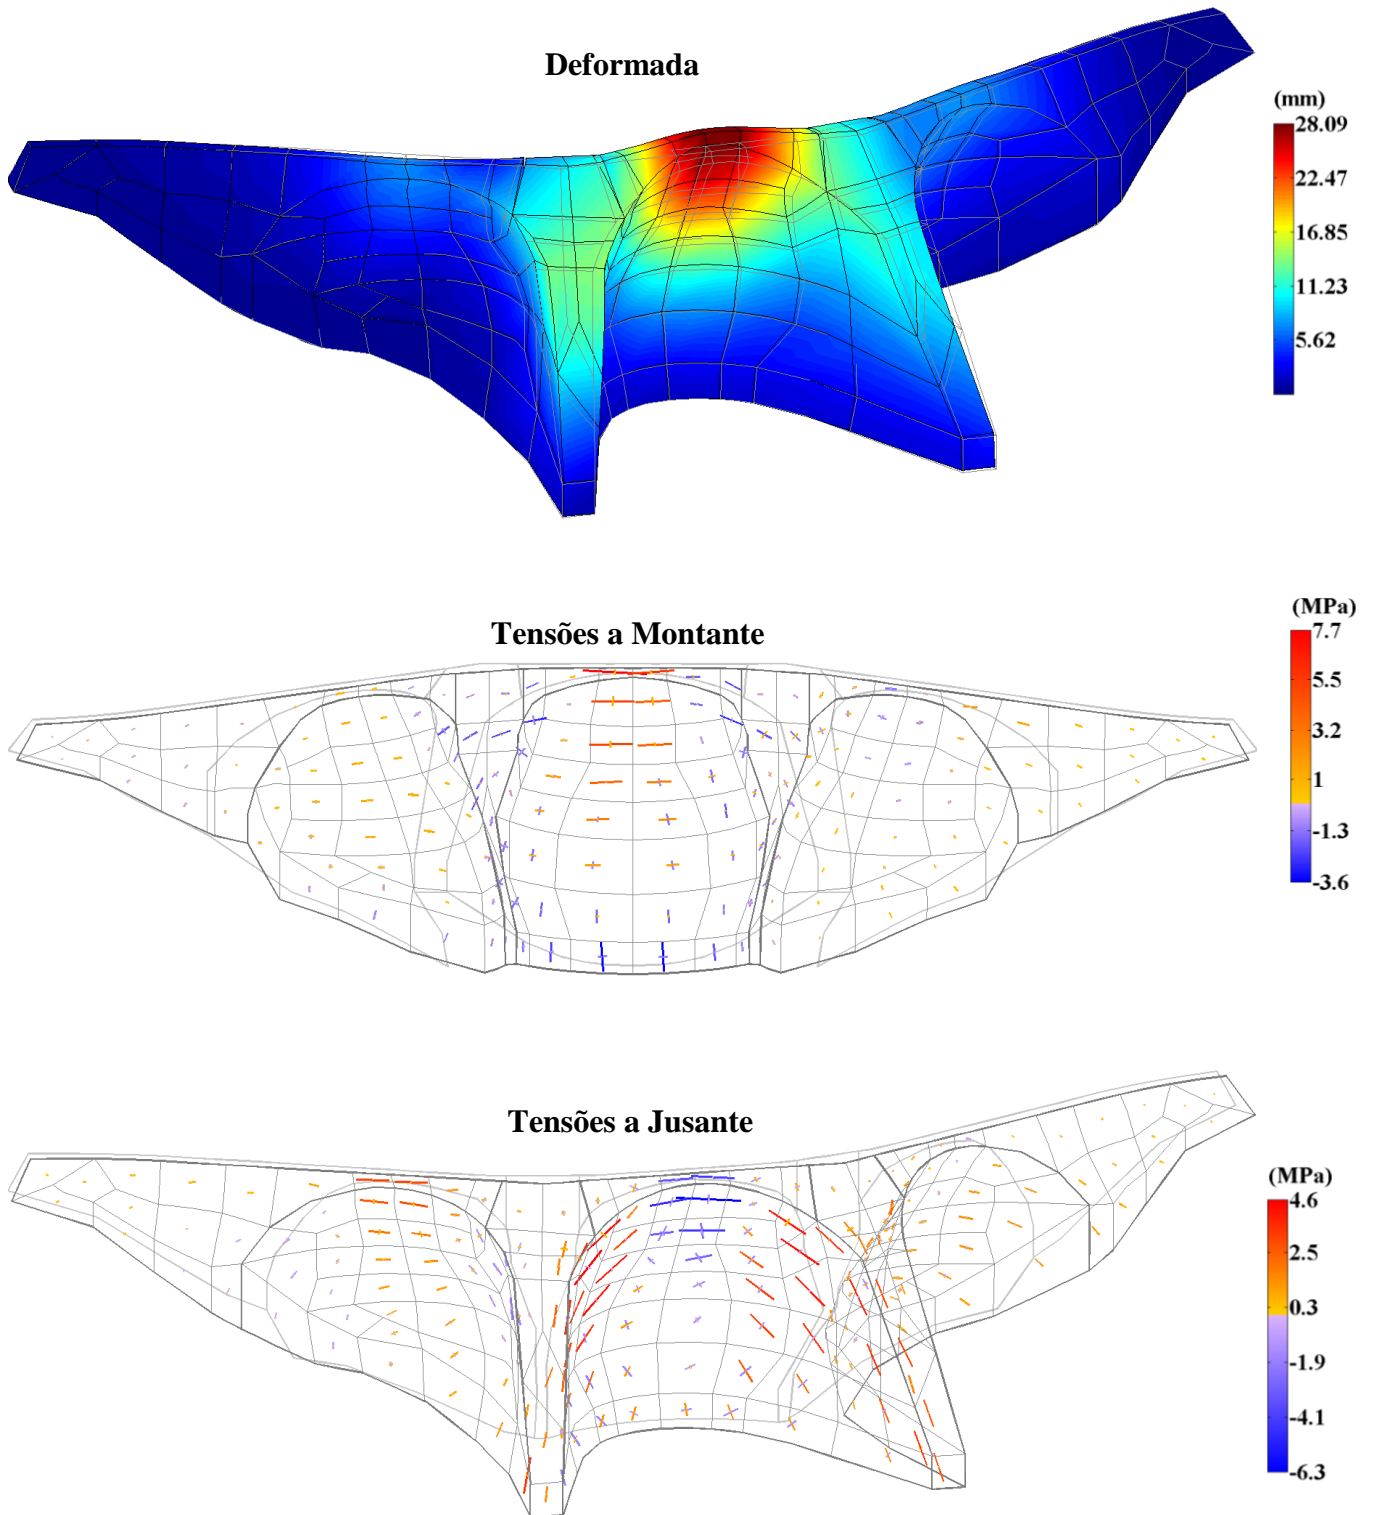 Deformada
(mm)
28.09
22.47
16.85
11.23
5.62
Tensões a Montante
(MPa)
7.7
5.5
3.2
1
-1.3
-3.6
Tensões a Jusante
(MPa)
4.6
2.5
0.3
-1.9
-4.1
-6.3